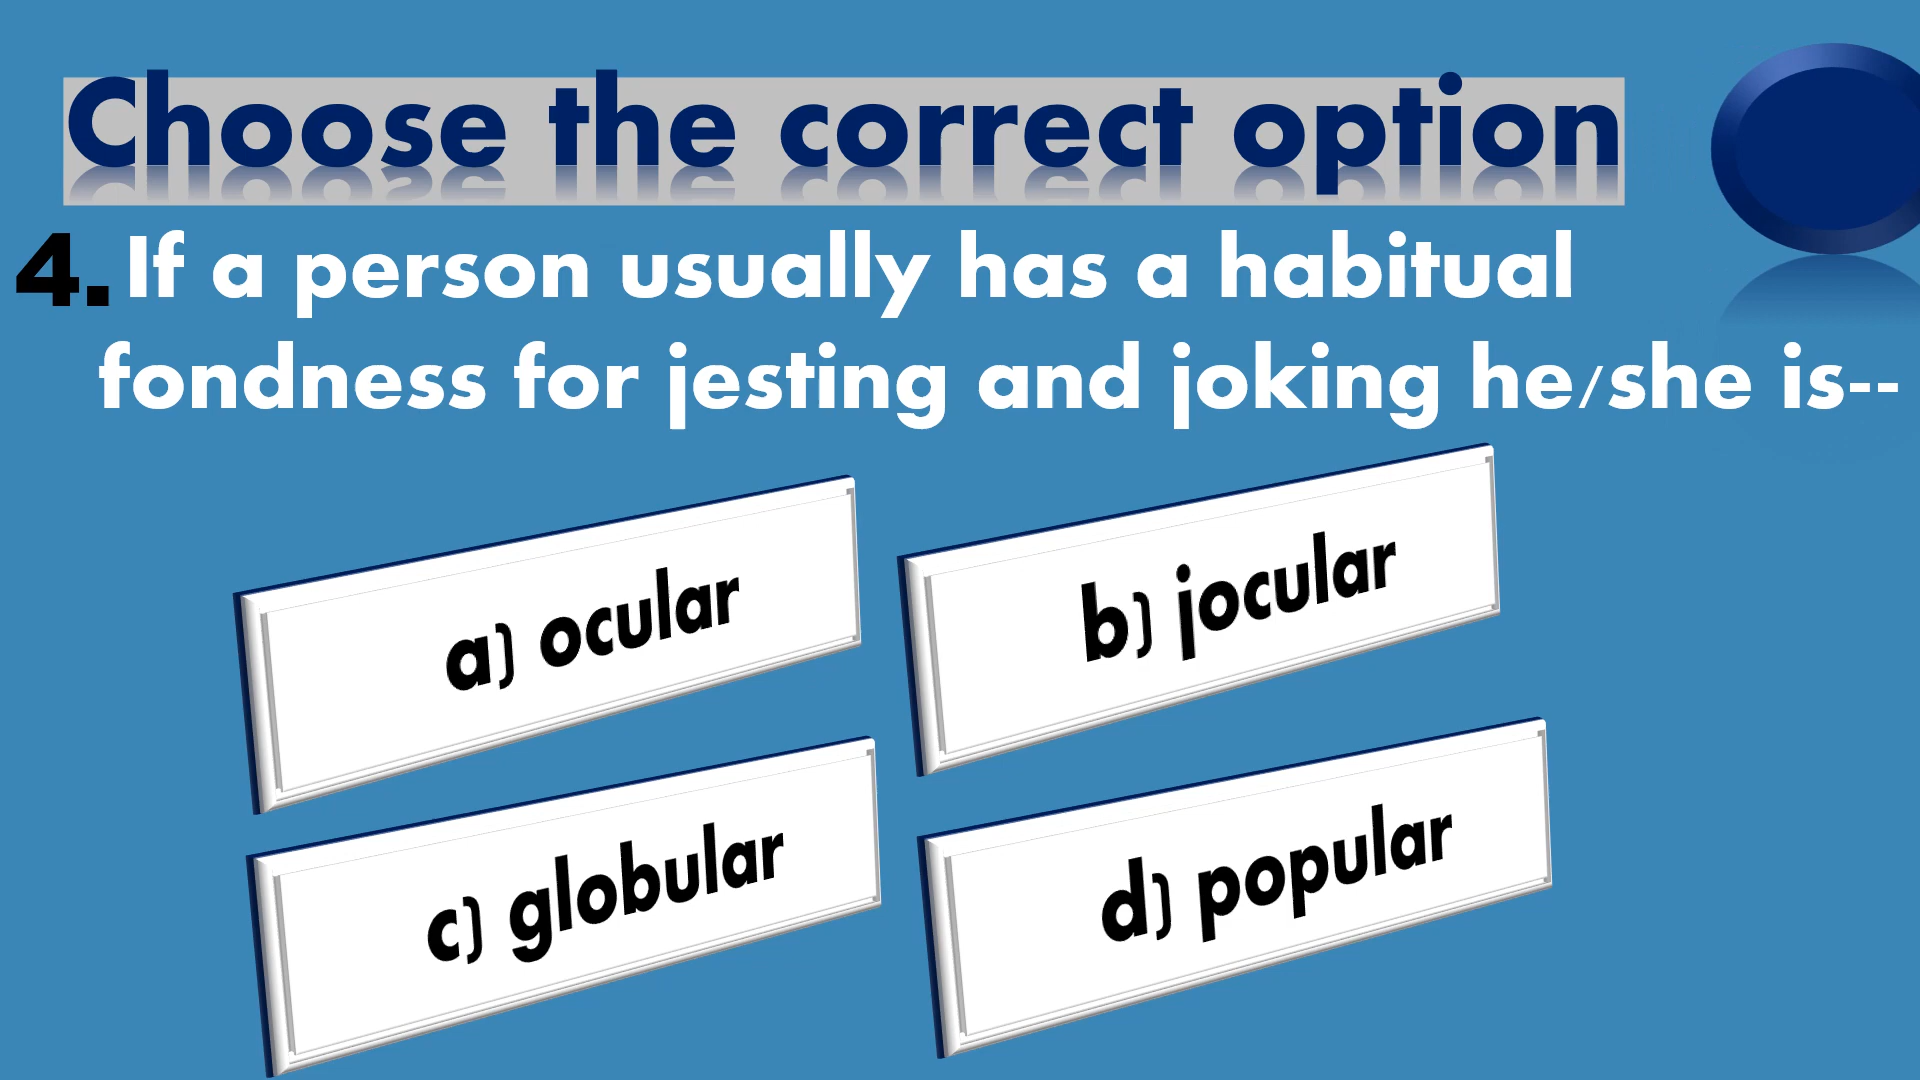 Choose the correct option
4. If a person usually has a habitual
fondness for jesting and joking he/she is--
a) ocular
b) jocular
c) globular
d) popular